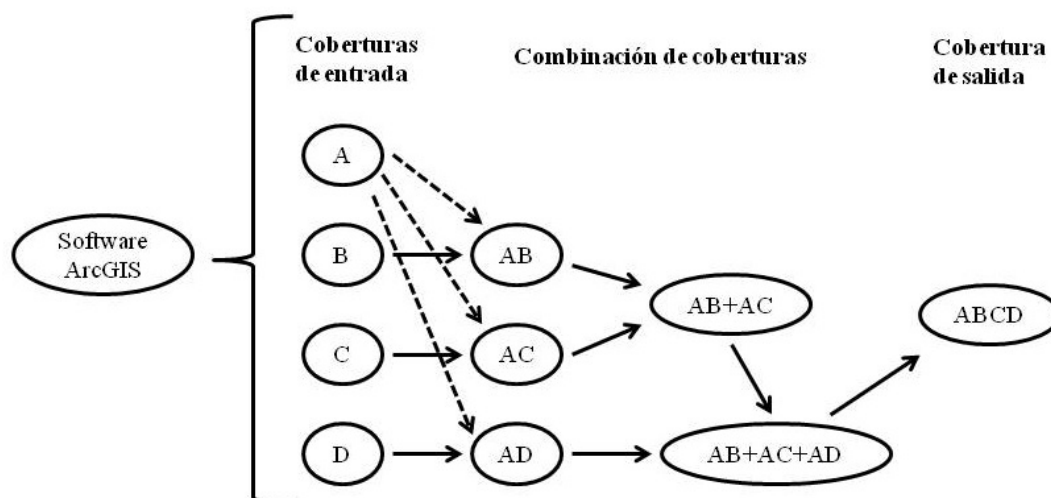 Coberturas
de entrada
Combinación de coberturas
Cobertura
de salida
A
Software
ArcGIS
B
AB
AB+AC
ABCD
C
AC
D
AD
AB+AC+AD